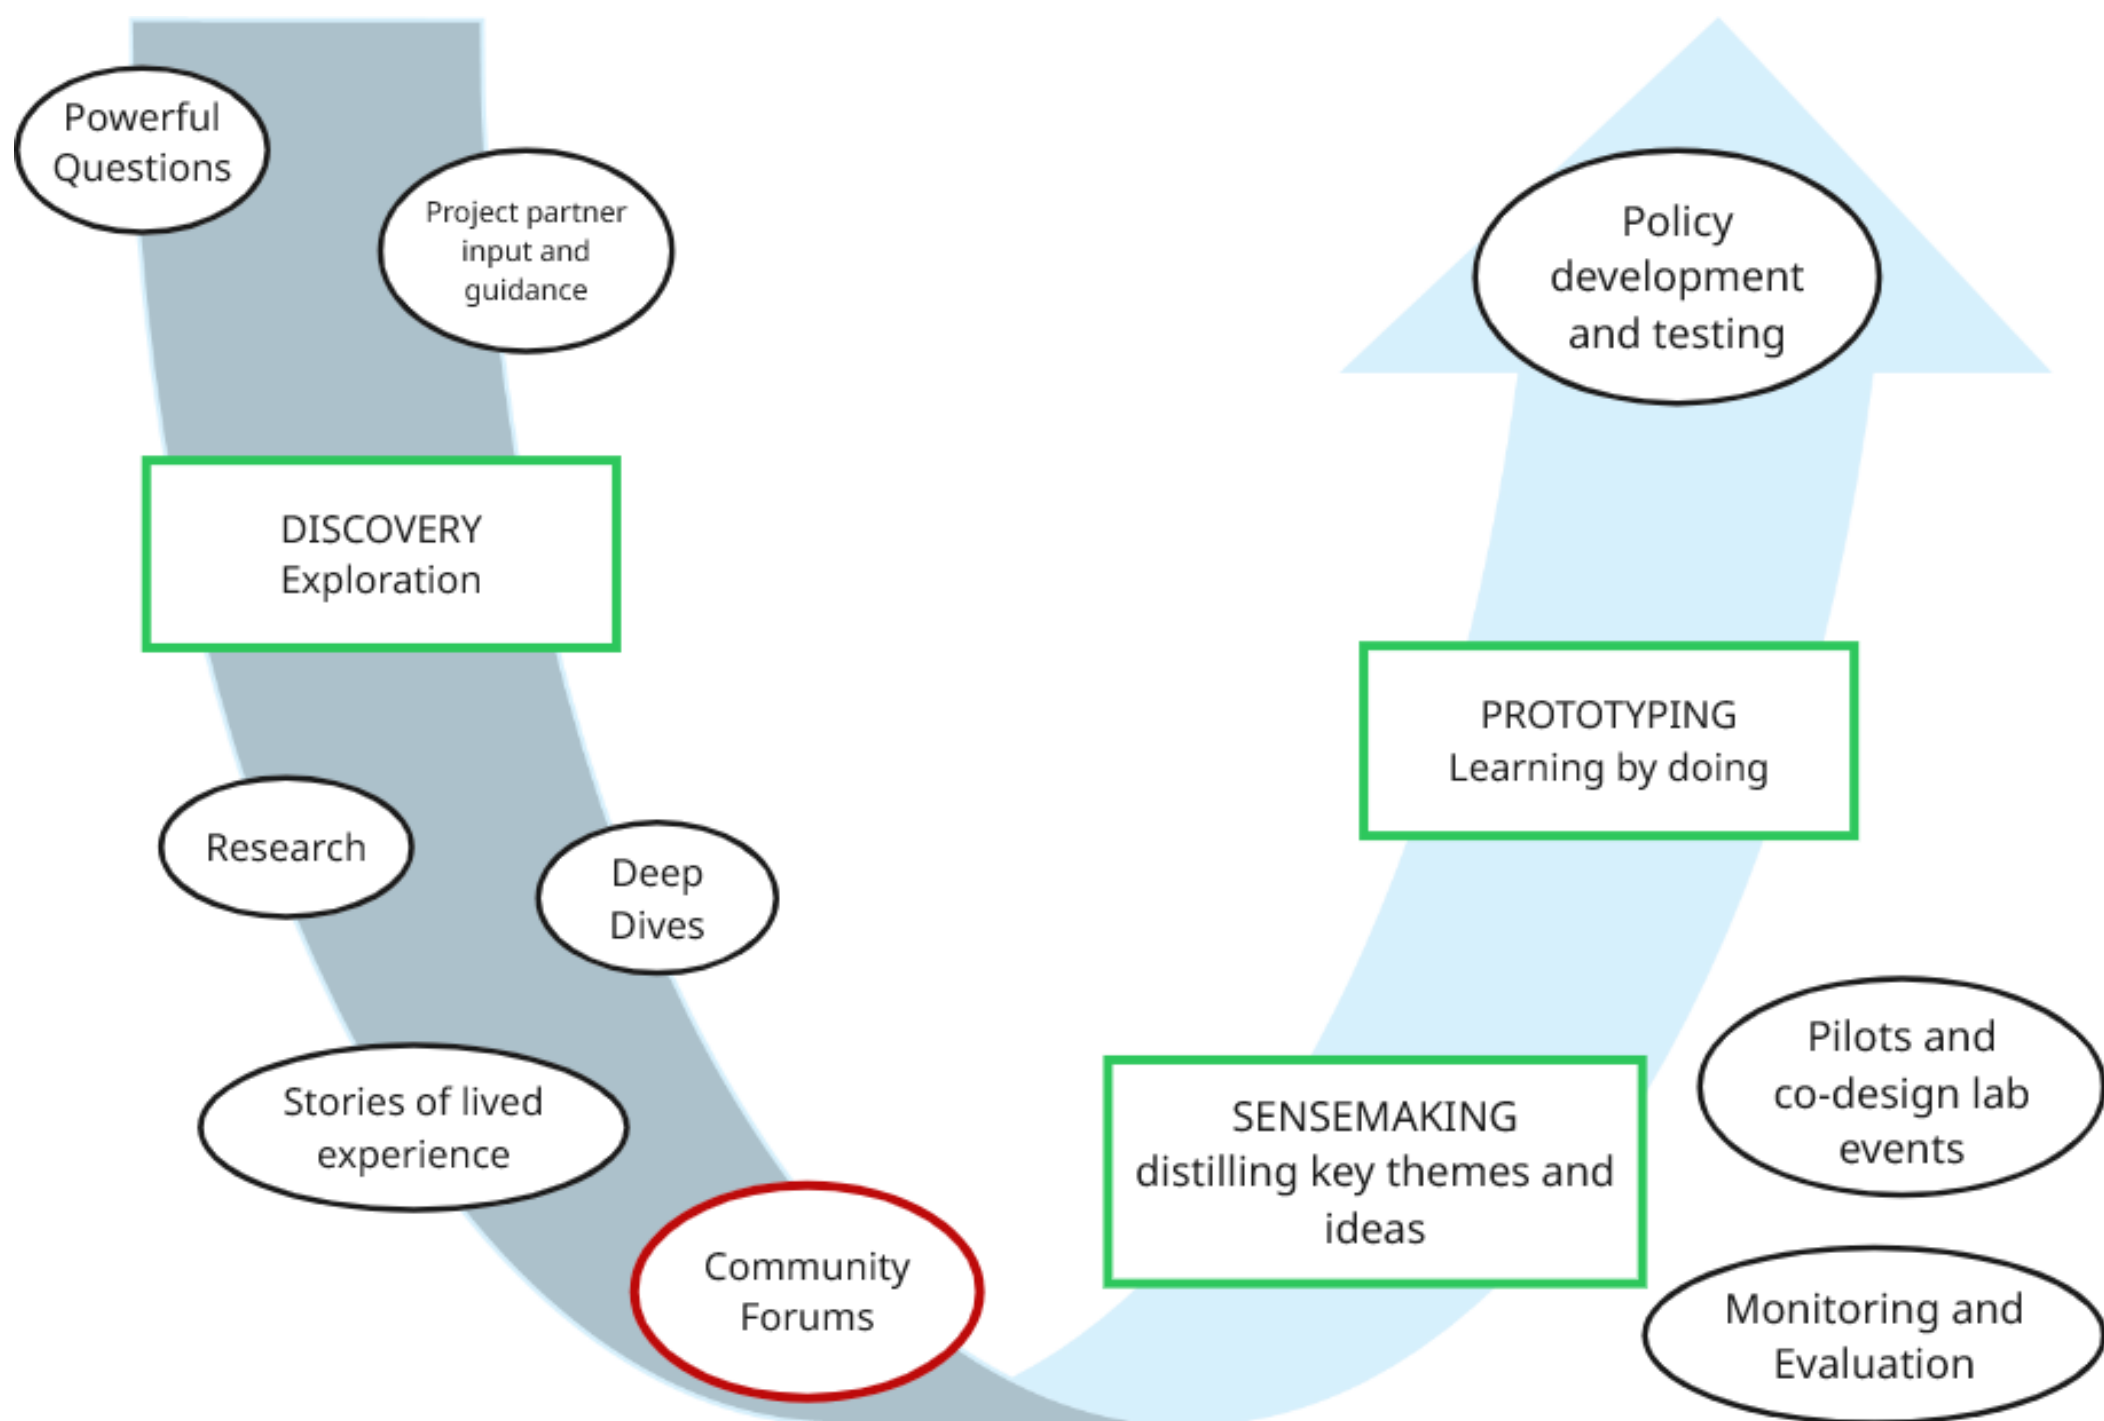 Powerful
Questions
Project partner
input and
guidance
DISCOVERY
Exploration
Research
Deep
Dives
Stories of lived
experience
Community
Forums
SENSEMAKING
distilling key themes and
ideas
PROTOTYPING
Learning by doing
Policy
development
and testing
Pilots and
co-design lab
events
Monitoring and
Evaluation